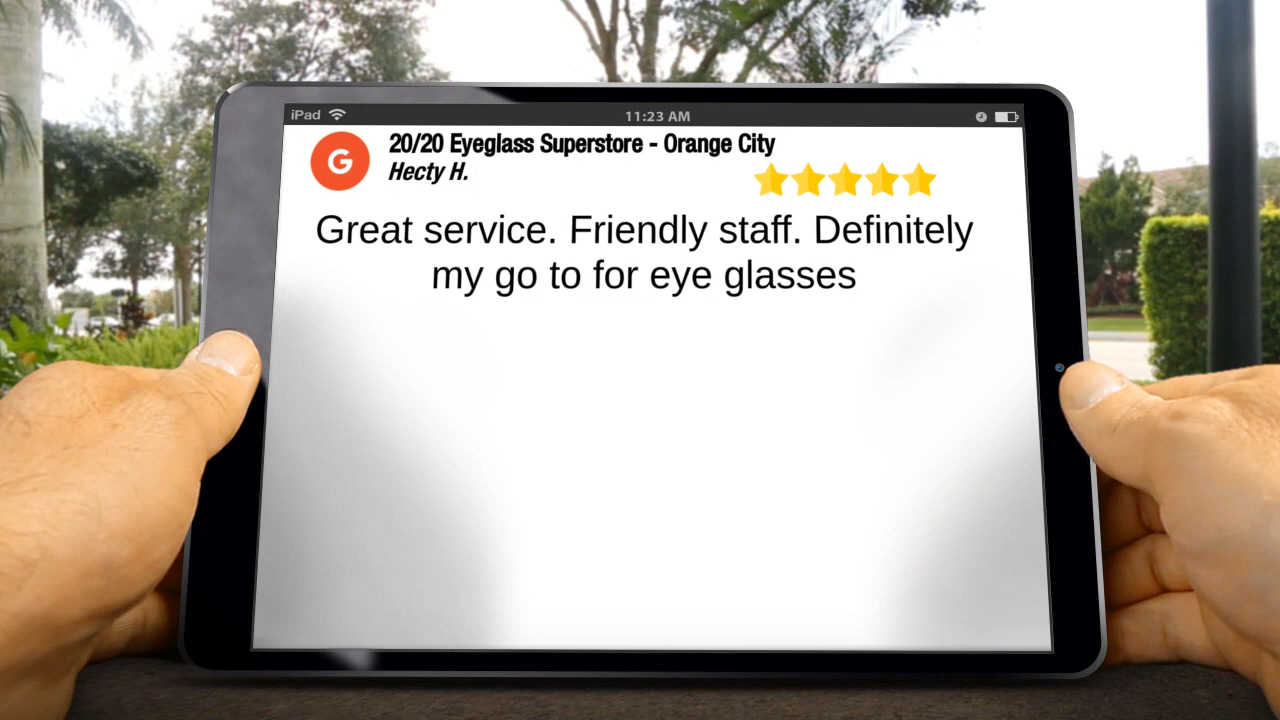 iPad 11:23 AM
G
20/20 Eyeglass Superstore - Orange City
Hecty H.
Great service. Friendly staff. Definitely
my go to for eye glasses